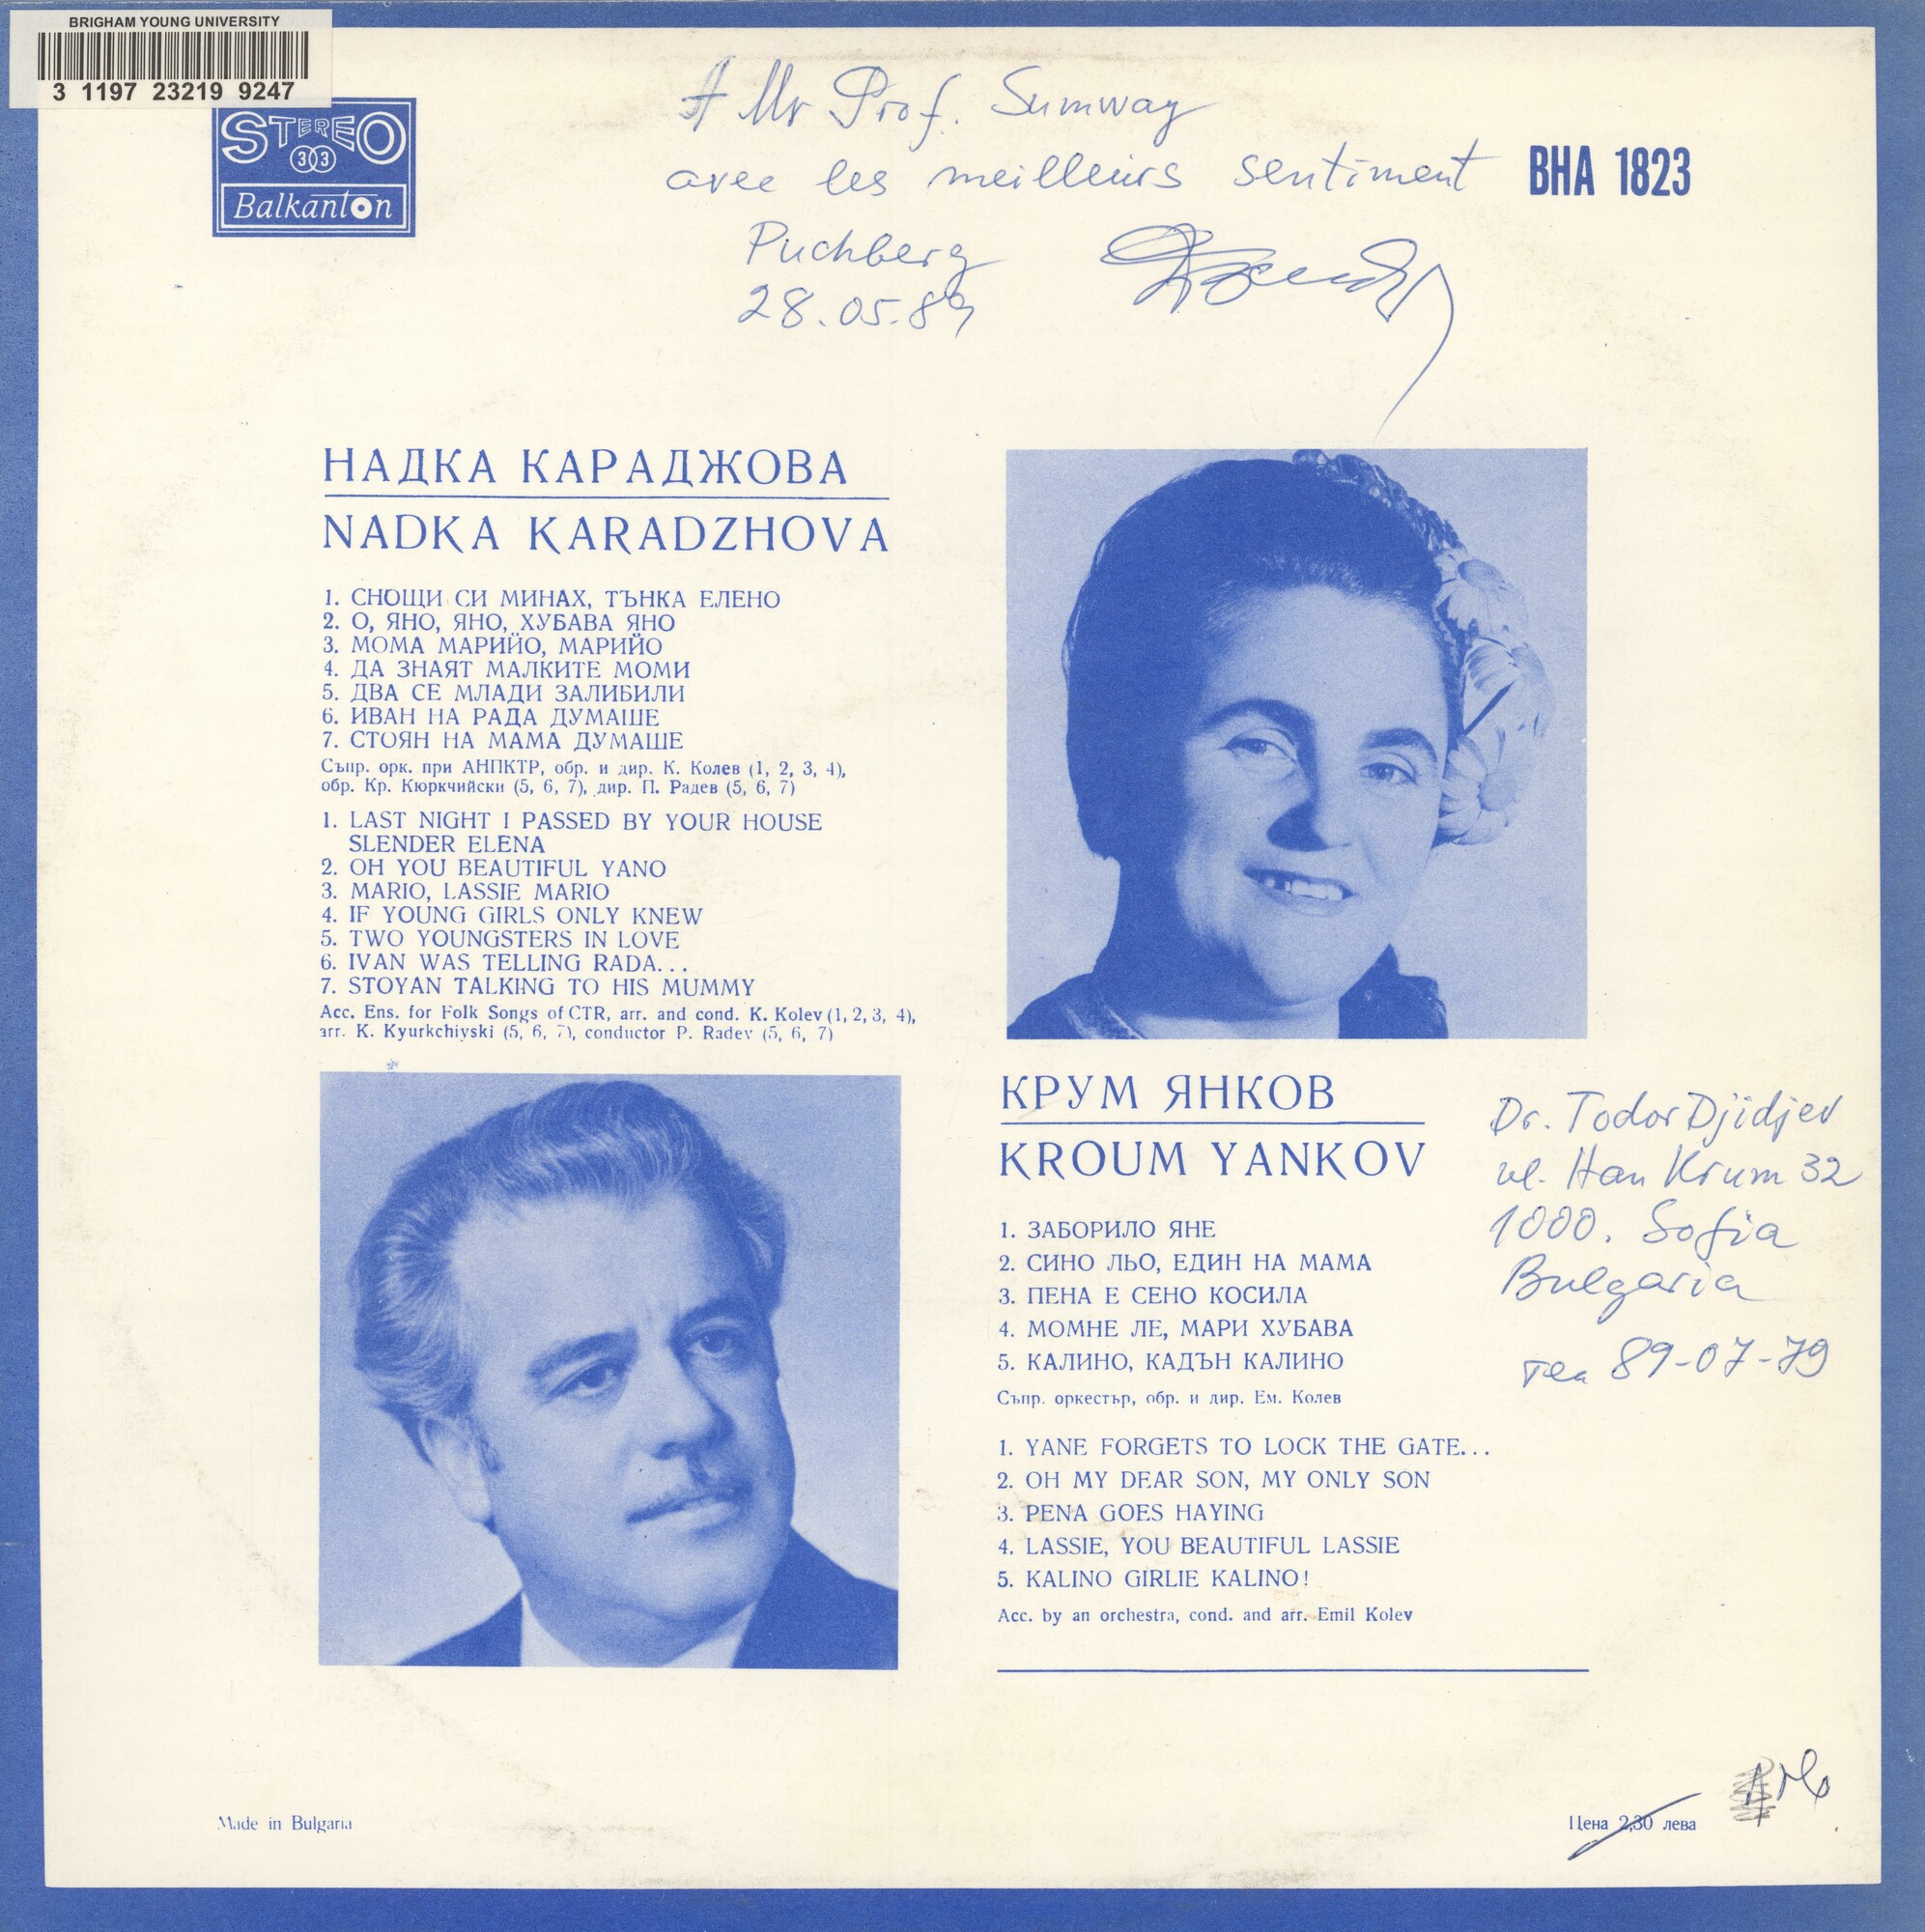 BRIGHAM YOUNG UNIVERSITY
3 1197 23219 9247
STEREO
33
Balkanton
A Mr Prof. Sumway
avec les meilleurs sentiment
BHA 1823
Puchberg
28.05.89
НАДКА КАРАДЖОВА
NADKA KARADZHOVA
1. СНОЩИ СИ МИНАХ, ТЪНКА ЕЛЕНО
2. О, ЯНО, ЯНО, ХУБАВА ЯНО
3. МОМА МАРИЙО, МАРИЙО
4. ДА ЗНАЯТ МАЛКИТЕ МОМИ
5. ДВА СЕ МЛАДИ ЗАЛИБИЛИ
6. ИВАН НА РАДА ДУМАШЕ
7. СТОЯН НА МАМА ДУМАШЕ
Съпр. орк. при АНПКТР, обр. и дир. К. Колев (1, 2, 3, 4),
обр. Кр. Кюркчийски (5, 6, 7), дир. П. Радев (5, 6, 7)
1. LAST NIGHT I PASSED BY YOUR HOUSE
SLENDER ELENA
2. OH YOU BEAUTIFUL YANO
3. MARIO, LASSIE MARIO
4. IF YOUNG GIRLS ONLY KNEW
5. TWO YOUNGSTERS IN LOVE
6. IVAN WAS TELLING RADA...
7. STOYAN TALKING TO HIS MUMMY
Acc. Ens. for Folk Songs of CTR, arr. and cond. K. Kolev (1, 2, 3, 4),
arr. K. Kyurkchiyski (5, 6, 7), conductor P. Radev (5, 6, 7)
КРУМ ЯНКОВ
KROUM YANKOV
1. ЗАБОРИЛО ЯНЕ
2. СИНО ЛЬО, ЕДИН НА МАМА
3. ПЕНА Е СЕНО КОСИЛА
4. МОМНЕ ЛЕ, МАРИ ХУБАВА
5. КАЛИНО, КАДЪН КАЛИНО
Съпр. оркестър, обр. и дир. Ем. Колев
1. YANE FORGETS TO LOCK THE GATE...
2. OH MY DEAR SON, MY ONLY SON
3. PENA GOES HAYING
4. LASSIE, YOU BEAUTIFUL LASSIE
5. KALINO GIRLIE KALINO!
Acc. by an orchestra, cond. and arr. Emil Kolev
Dr. Todor Djidjev
ul. Han Krum 32
1000. Sofia
Bulgaria
тел 89-07-79
Made in Bulgaria
Цена 2,30 лева